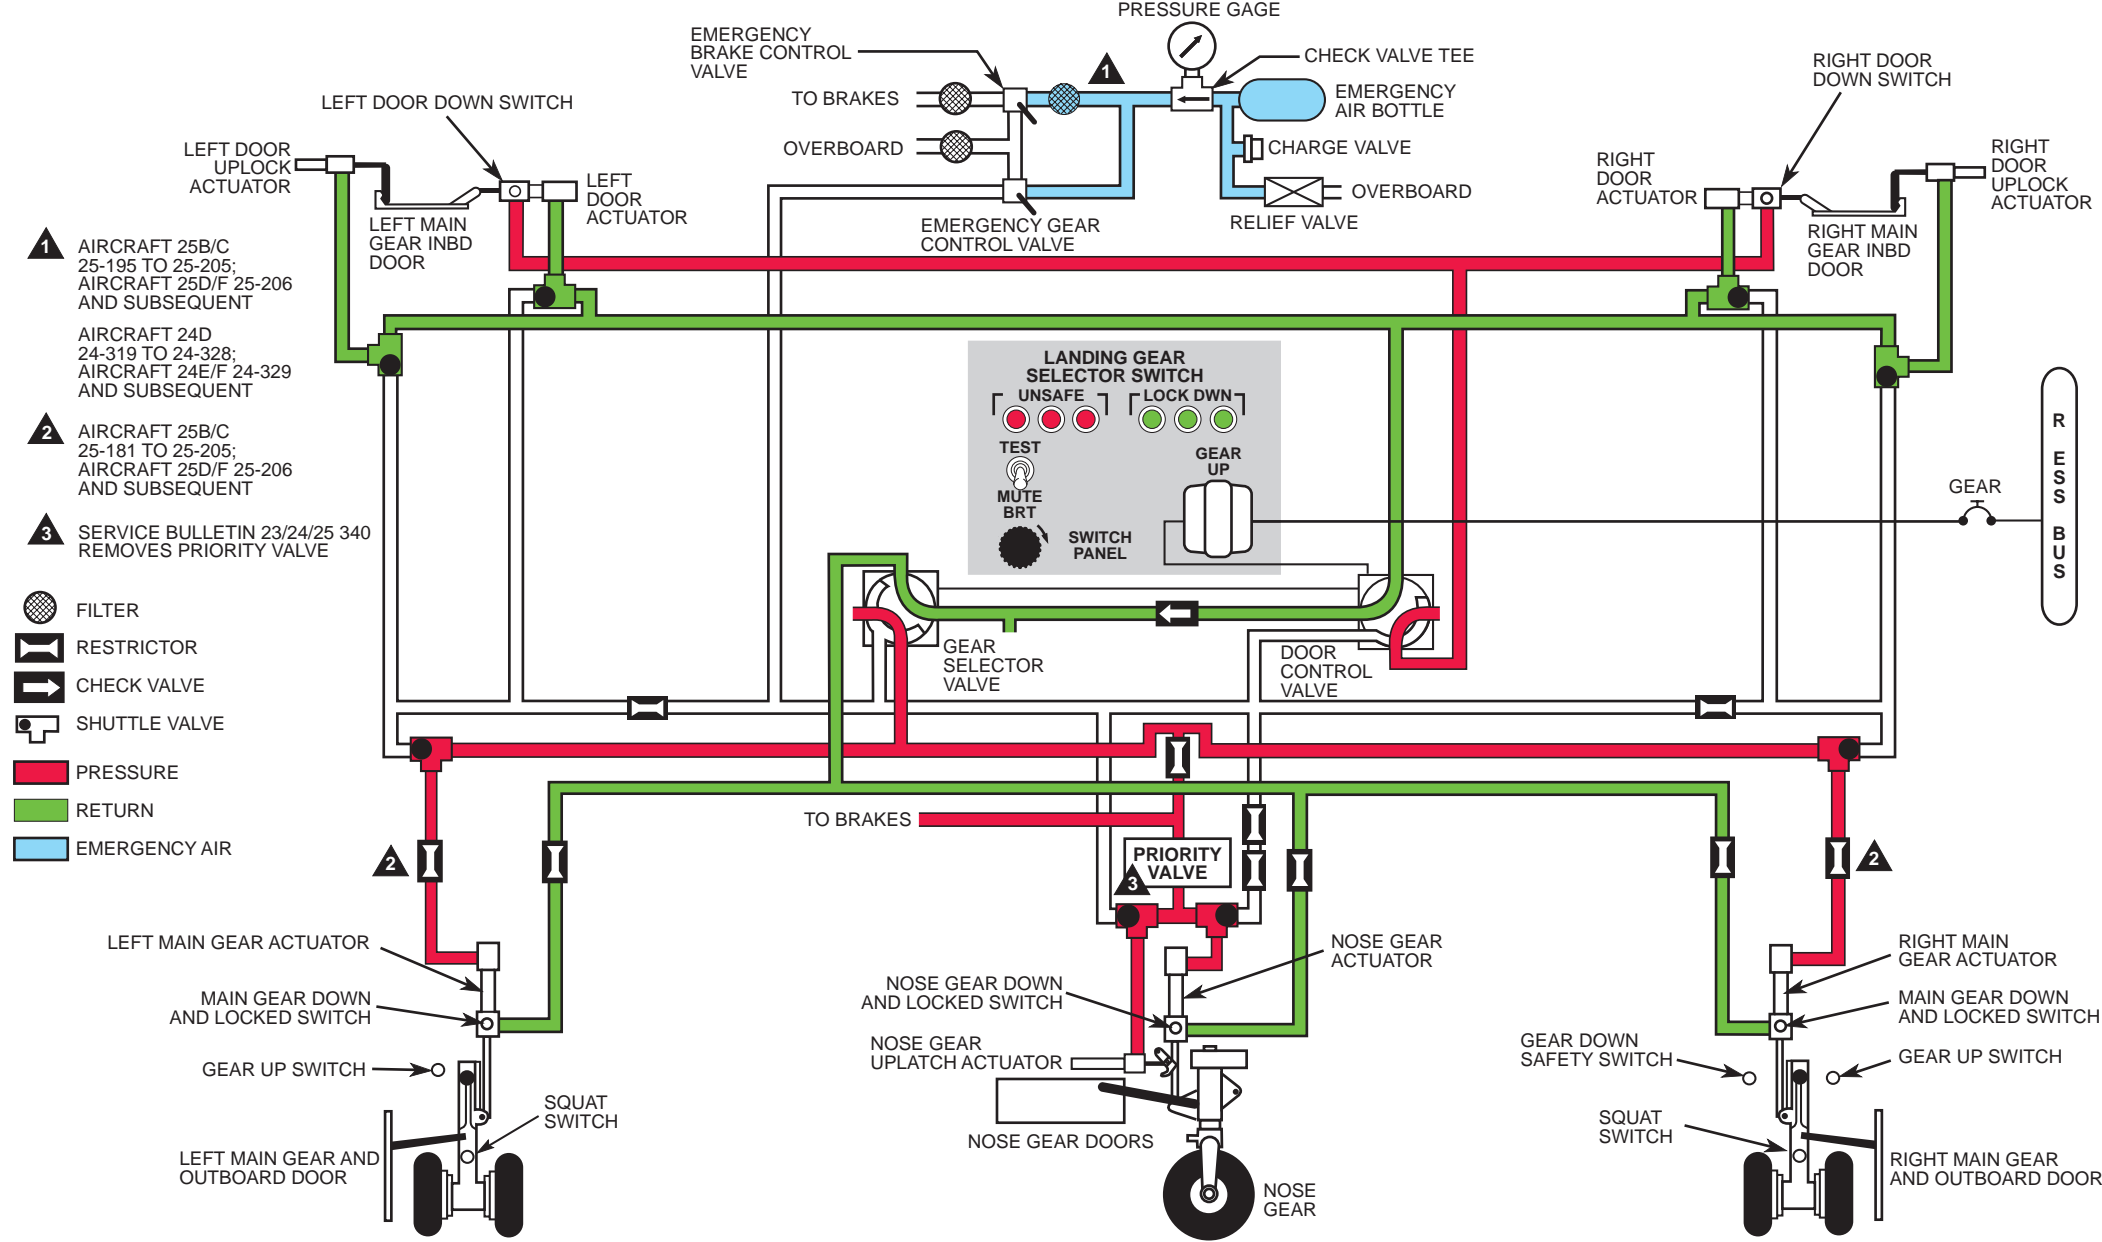 PRESSURE GAGE
EMERGENCY
BRAKE CONTROL
VALVE
CHECK VALVE TEE
RIGHT DOOR
DOWN SWITCH
LEFT DOOR DOWN SWITCH
TO BRAKES
EMERGENCY
AIR BOTTLE
OVERBOARD
CHARGE VALVE
LEFT DOOR
UPLOCK
ACTUATOR
LEFT
DOOR
ACTUATOR
RIGHT
DOOR
ACTUATOR
RIGHT
DOOR
UPLOCK
ACTUATOR
OVERBOARD
RELIEF VALVE
LEFT MAIN
GEAR INBD
DOOR
EMERGENCY GEAR
CONTROL VALVE
RIGHT MAIN
GEAR INBD
DOOR
1
1
AIRCRAFT 25B/C
25-195 TO 25-205;
AIRCRAFT 25D/F 25-206
AND SUBSEQUENT
AIRCRAFT 24D
24-319 TO 24-328;
AIRCRAFT 24E/F 24-329
AND SUBSEQUENT
2
AIRCRAFT 25B/C
25-181 TO 25-205;
AIRCRAFT 25D/F 25-206
AND SUBSEQUENT
3
SERVICE BULLETIN 23/24/25 340
REMOVES PRIORITY VALVE
FILTER
RESTRICTOR
CHECK VALVE
SHUTTLE VALVE
PRESSURE
RETURN
EMERGENCY AIR
LANDING GEAR
SELECTOR SWITCH
UNSAFE
LOCK DWN
TEST
MUTE
BRT
GEAR
UP
SWITCH
PANEL
GEAR
R ESS BUS
GEAR
SELECTOR
VALVE
DOOR
CONTROL
VALVE
TO BRAKES
PRIORITY
VALVE
3
2
2
LEFT MAIN GEAR ACTUATOR
MAIN GEAR DOWN
AND LOCKED SWITCH
GEAR UP SWITCH
SQUAT
SWITCH
LEFT MAIN GEAR AND
OUTBOARD DOOR
NOSE GEAR
ACTUATOR
NOSE GEAR DOWN
AND LOCKED SWITCH
NOSE GEAR
UPLATCH ACTUATOR
NOSE GEAR DOORS
NOSE
GEAR
RIGHT MAIN
GEAR ACTUATOR
MAIN GEAR DOWN
AND LOCKED SWITCH
GEAR DOWN
SAFETY SWITCH
GEAR UP SWITCH
SQUAT
SWITCH
RIGHT MAIN GEAR
AND OUTBOARD DOOR